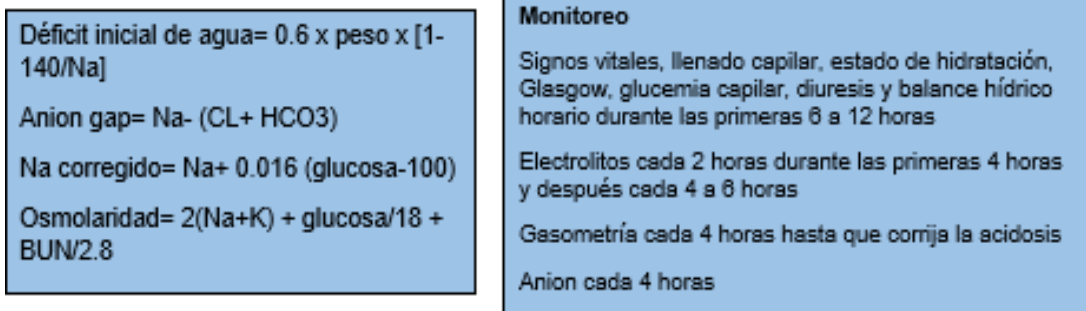 Déficit inicial de agua= 0.6 x peso x [1-
140/Na]
Anion gap= Na- (CL+ HCO3)
Na corregido= Na+ 0.016 (glucosa-100)
Osmolaridad= 2(Na+K) + glucosa/18 +
BUN/2.8
Monitoreo
Signos vitales, llenado capilar, estado de hidratación,
Glasgow, glucemia capilar, diuresis y balance hídrico
horario durante las primeras 6 a 12 horas
Electrolitos cada 2 horas durante las primeras 4 horas
y después cada 4 a 6 horas
Gasometría cada 4 horas hasta que corrija la acidosis
Anion cada 4 horas